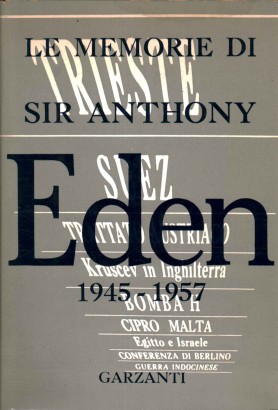 LE MEMORIE DI
TRIESTE
SIR ANTHONY
SUEZ
Eden
TRATTATO AUSTRIACO
Kruscev in Inghilterra
1945-1957
BOMBA H
CIPRO MALTA
Egitto e Israele
CONFERENZA DI BERLINO
GUERRA INDOCINESE
GARZANTI